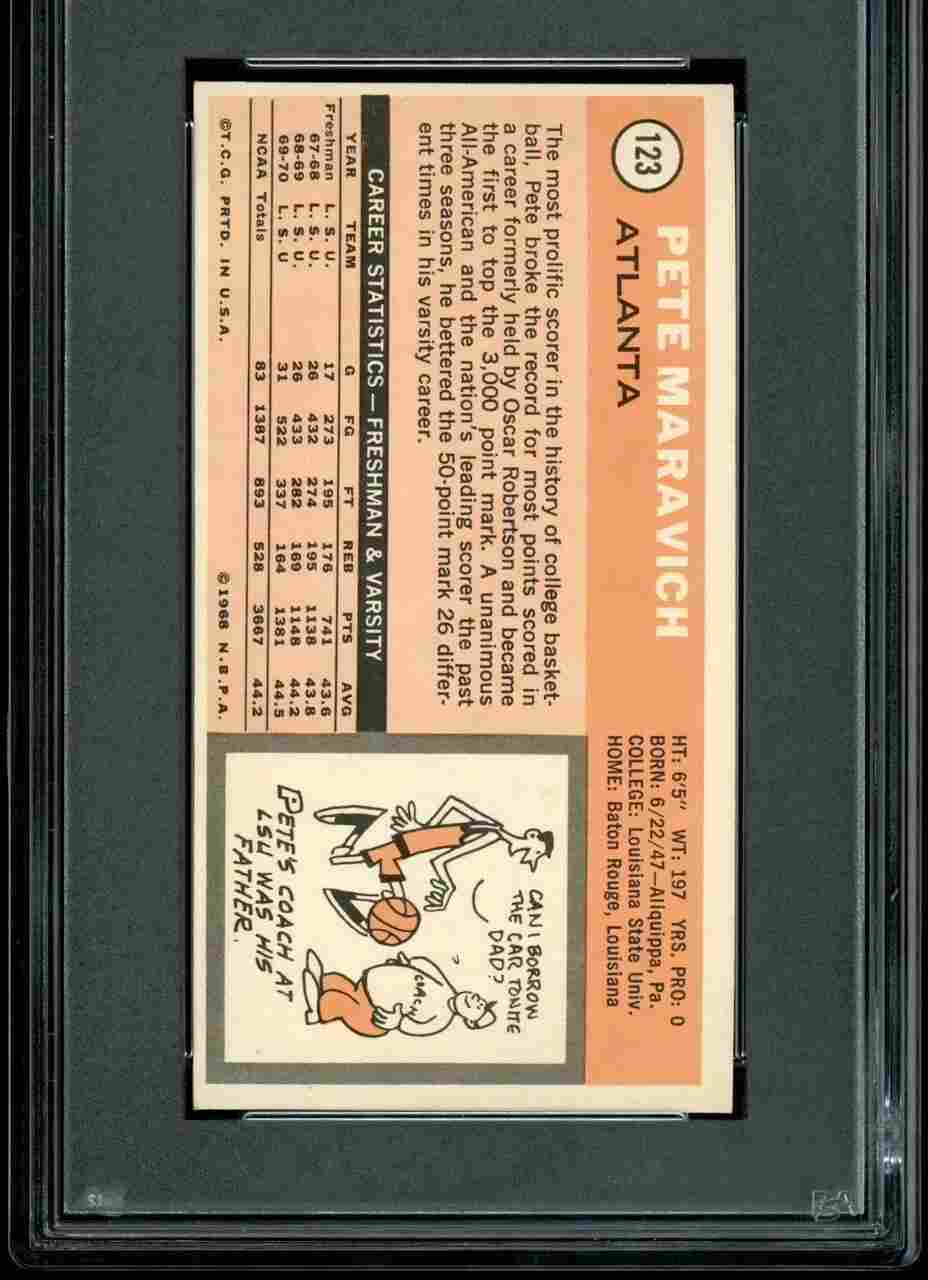 123
PETE MARAVICH
ATLANTA
HT: 6'5" WT: 197 YRS. PRO: 0
BORN: 6/22/47—Aliquippa, Pa.
COLLEGE: Louisiana State Univ.
HOME: Baton Rouge, Louisiana
The most prolific scorer in the history of college basket-
ball, Pete broke the record for most points scored in
a career formerly held by Oscar Robertson and became
the first to top the 3,000 point mark. A unanimous
All-American and the nation's leading scorer the past
three seasons, he bettered the 50-point mark 26 differ-
ent times in his varsity career.
CAREER STATISTICS—FRESHMAN & VARSITY
YEAR TEAM G FG FT REB PTS AVG
Freshman L. S. U. 17 273 195 176 741 43.6
67-68 L. S. U. 26 432 274 195 1138 43.8
68-69 L. S. U. 26 433 282 169 1148 44.2
69-70 L. S. U 31 522 337 164 1381 44.5
NCAA Totals 83 1387 893 528 3667 44.2
©T.C.G. PRTD. IN U.S.A. ©1968 N.B.P.A.
CAN I BORROW
THE CAR TONITE
DAD?
COACH
PETE'S COACH AT
LSU WAS HIS
FATHER.